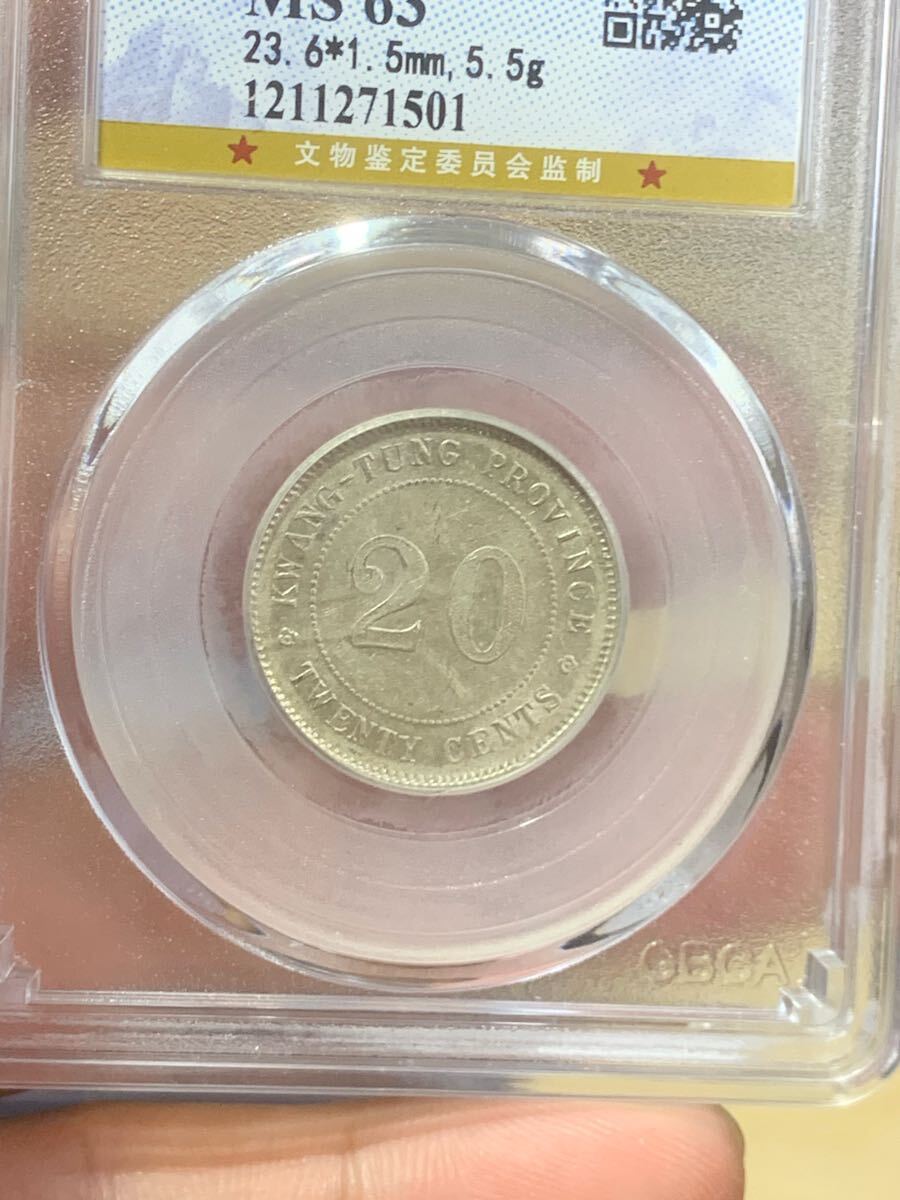 MS 63
23.6*1.5mm,5.5g
1211271501
★ 文物鉴定委员会监制 ★
KWANG-TUNG PROVINCE
20
TWENTY CENTS